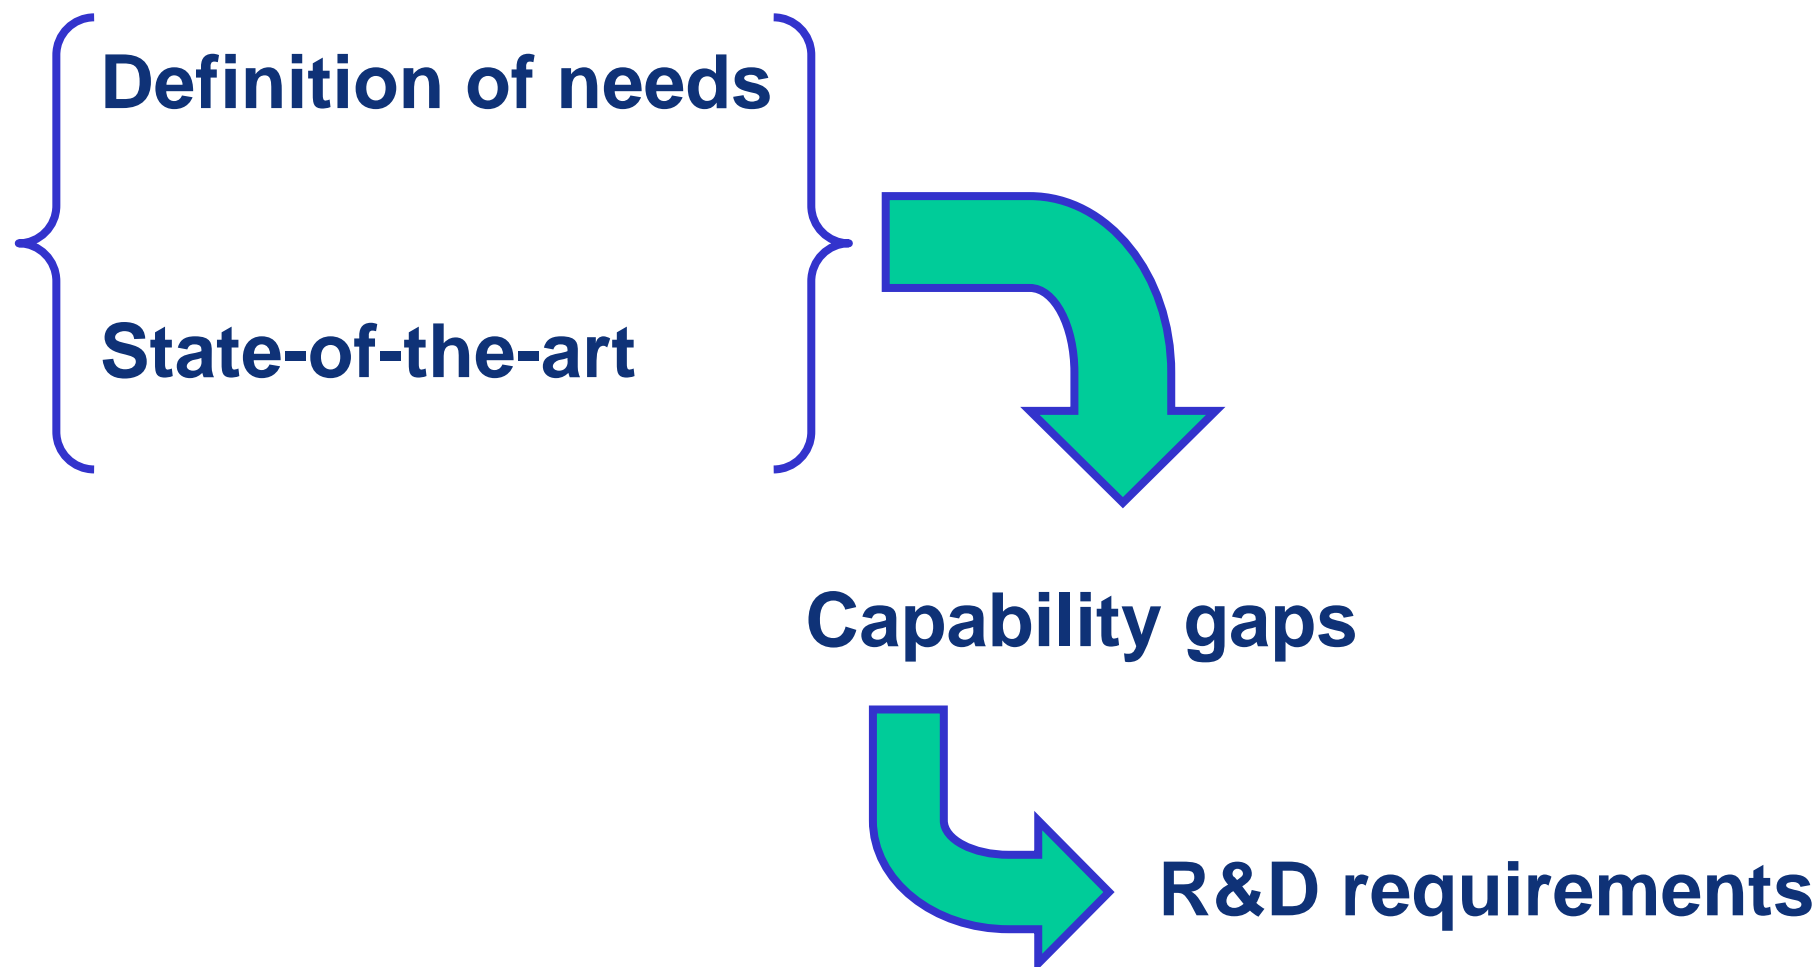 Definition of needs
State-of-the-art
Capability gaps
R&D requirements